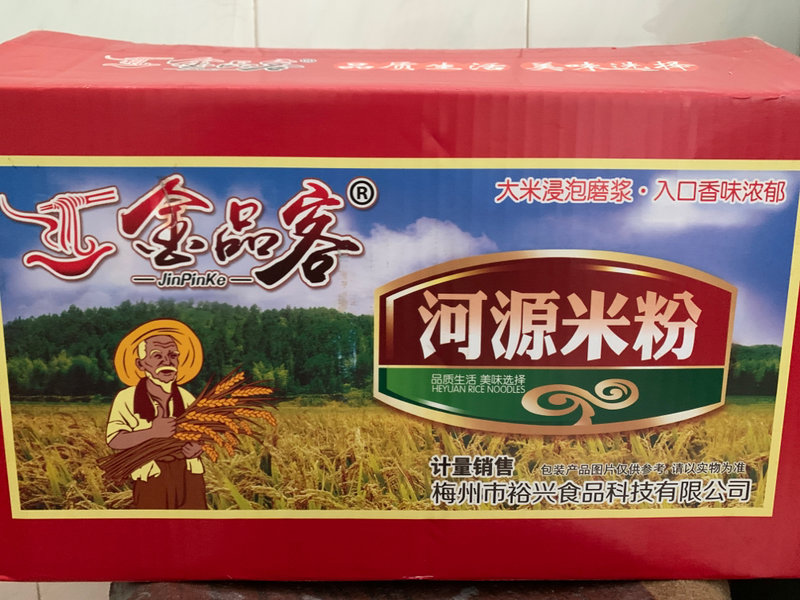 金品客®
品质生活 美味选择
金品客®
JinPinKe
大米浸泡磨浆·入口香味浓郁
河源米粉
品质生活 美味选择
HEYUAN RICE NOODLES
计量销售
包装产品图片仅供参考,请以实物为准
梅州市裕兴食品科技有限公司